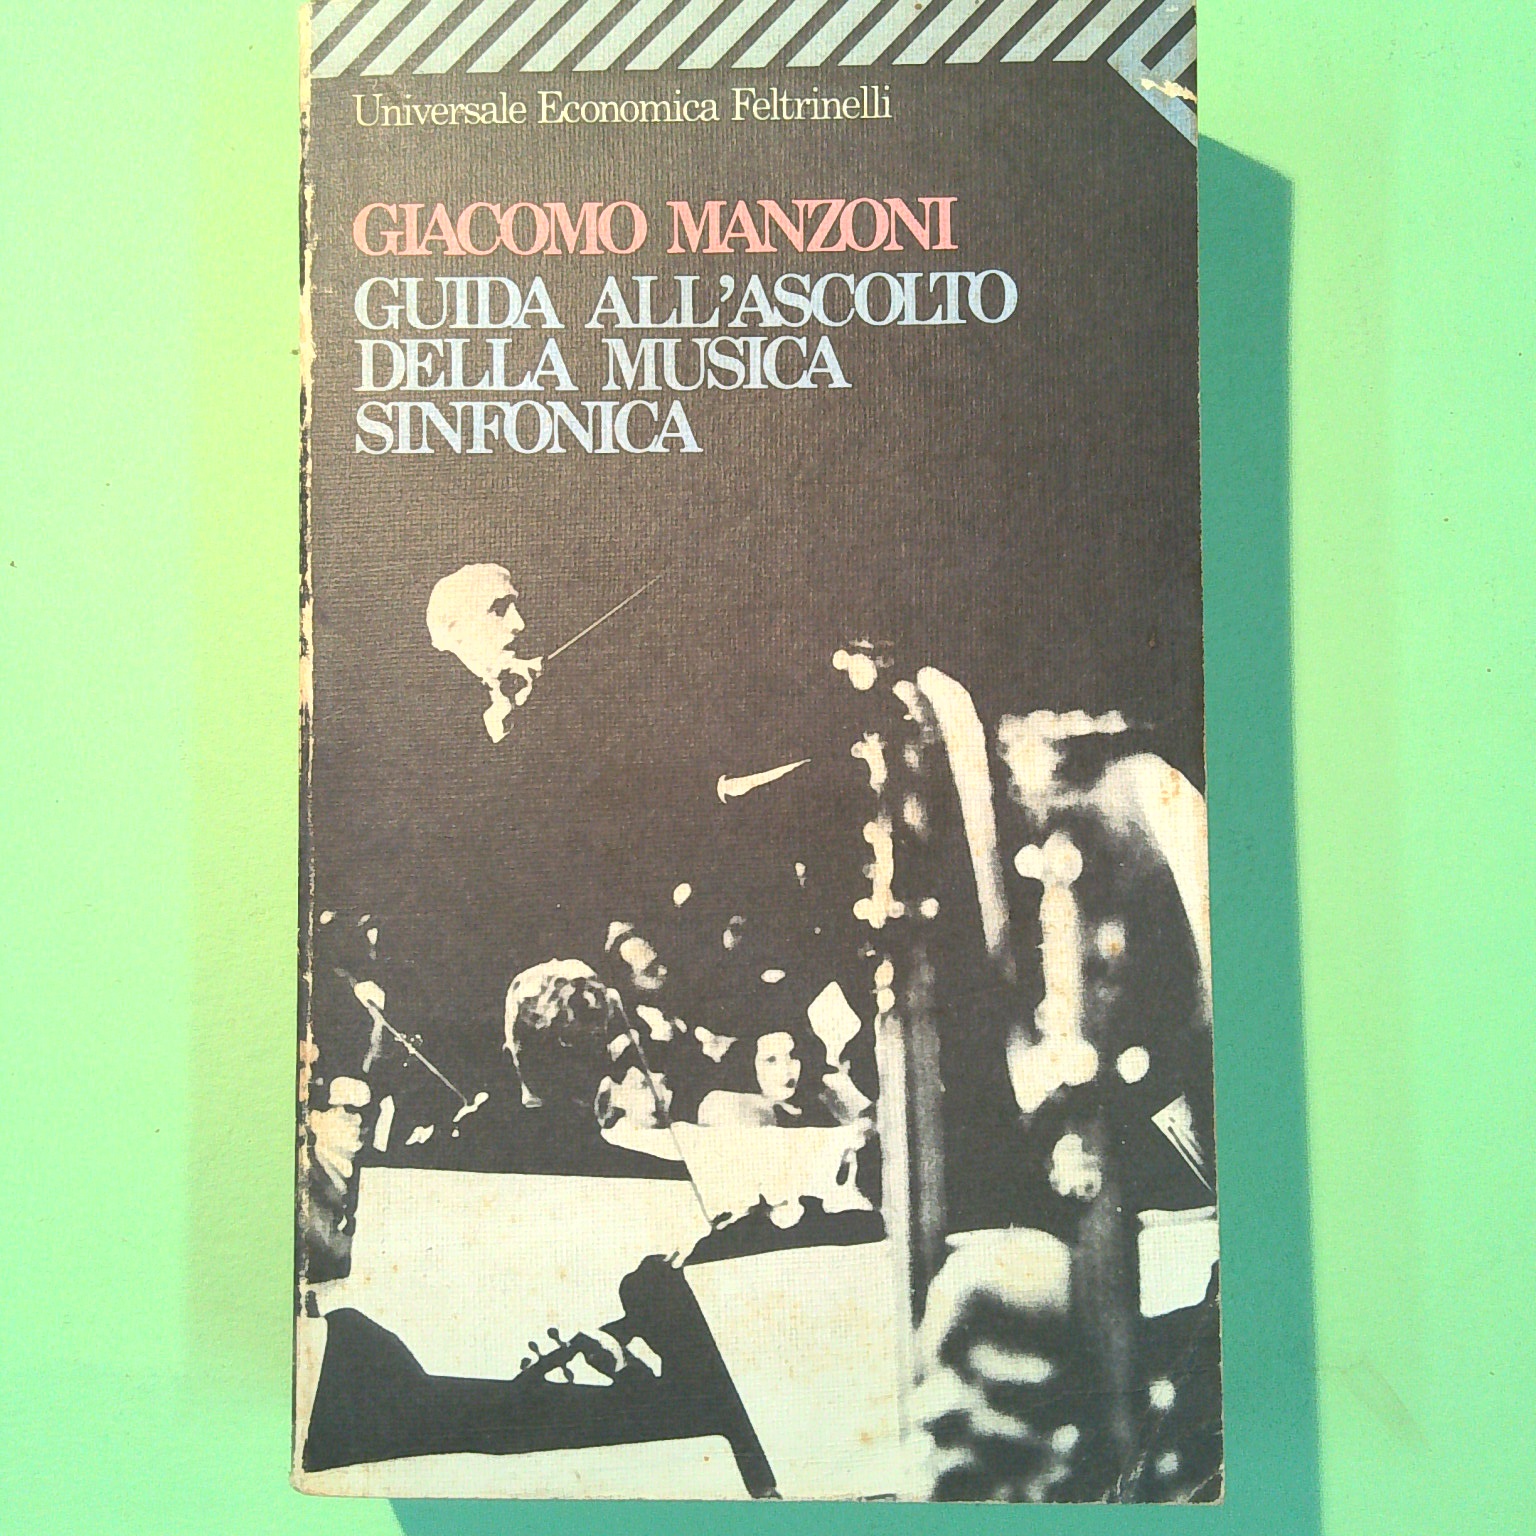 Universale Economica Feltrinelli
GIACOMO MANZONI
GUIDA ALL'ASCOLTO
DELLA MUSICA
SINFONICA